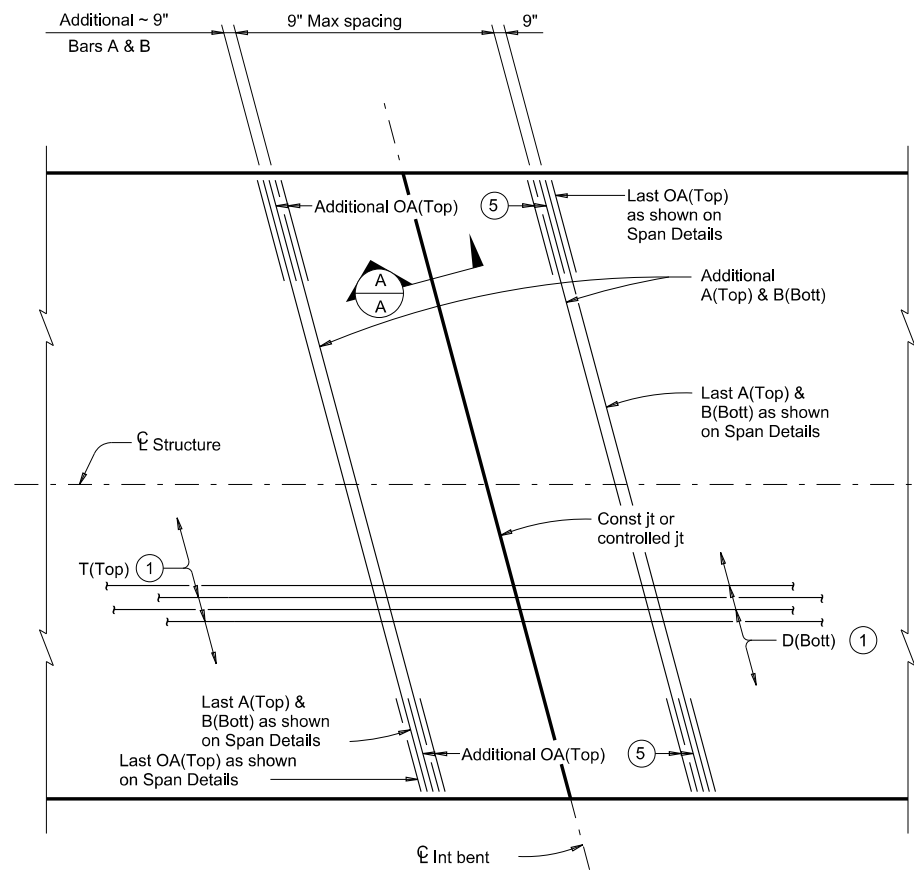 Additional ~ 9"
Bars A & B
9" Max spacing
9"
Additional OA(Top)
5
Last OA(Top)
as shown on
Span Details
A
A
Additional
A(Top) & B(Bott)
Last A(Top) &
B(Bott) as shown
on Span Details
℄ Structure
Const jt or
controlled jt
T(Top) 1
D(Bott) 1
Last A(Top) &
B(Bott) as shown
on Span Details
Last OA(Top) as shown
on Span Details
Additional OA(Top)
5
℄ Int bent